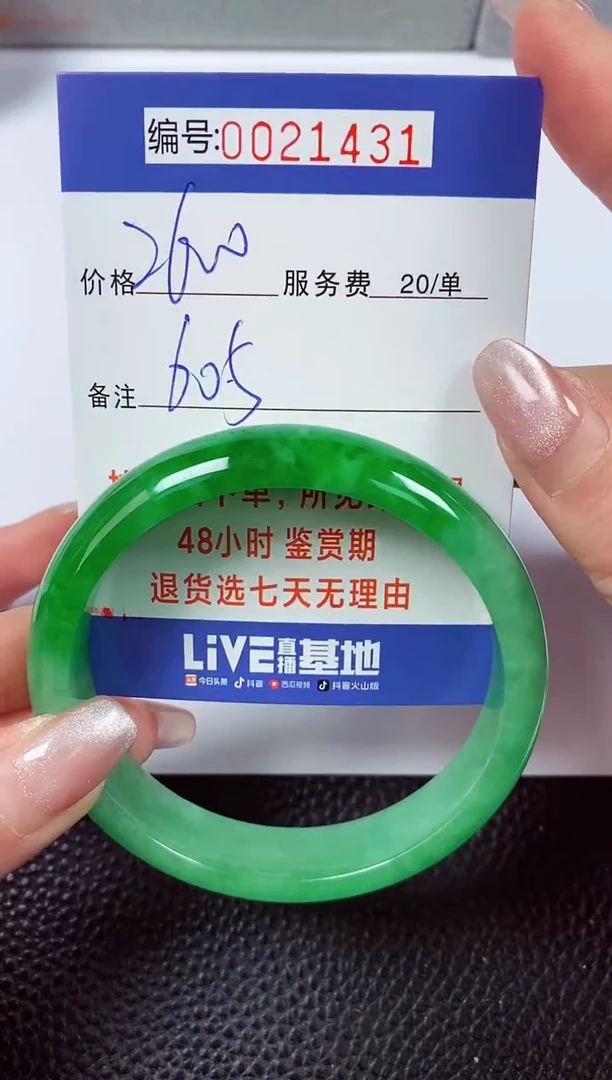 编号:0021431
价格 2600 服务费 20/单
备注 605
48小时 鉴赏期
退货选七天无理由
LiVE直播基地
今日头条 抖音 西瓜视频 抖音火山版